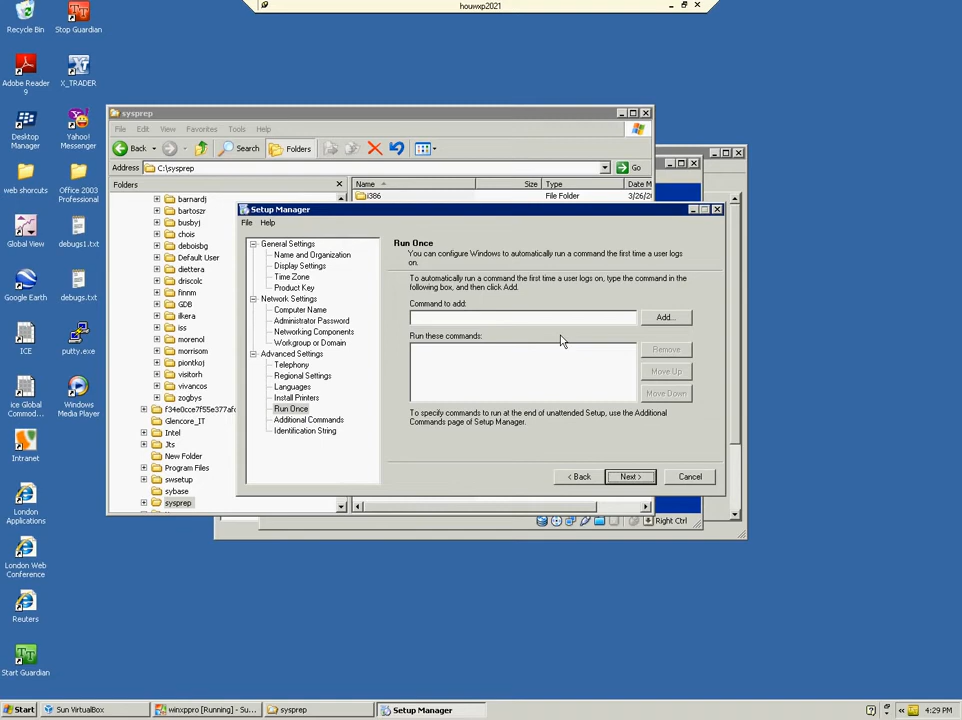 houwxp2021
Recycle Bin
Stop Guardian
Adobe Reader
9
X_TRADER
Desktop
Manager
Yahoo!
Messenger
web shorcuts
Office 2003
Professional
Global View
debugs1.txt
Google Earth
debugs.txt
ICE
putty.exe
ice Global
Commod...
Windows
Media Player
Intranet
London
Applications
London Web
Conference
Reuters
Start Guardian
sysprep
File Edit View Favorites Tools Help
Back Search Folders
Address C:\sysprep Go
Folders
Name Size Type Date M
i386 File Folder 3/26/20
barnardj
bartoszr
busbyj
chois
deboisbg
Default User
diettera
driscolc
finnm
GDB
iismorillo
iss
morenol
morrisom
piontkoj
visitorh
vivancos
zogbys
f34e0cce7f55e377afc
Glencore_IT
Intel
Jts
New Folder
Program Files
swsetup
sybase
sysprep
Setup Manager
File Help
General Settings
Name and Organization
Display Settings
Time Zone
Product Key
Network Settings
Computer Name
Administrator Password
Networking Components
Workgroup or Domain
Advanced Settings
Telephony
Regional Settings
Languages
Install Printers
Run Once
Additional Commands
Identification String
Run Once
You can configure Windows to automatically run a command the first time a user logs
on.
To automatically run a command the first time a user logs on, type the command in the
following box, and then click Add.
Command to add:
Add...
Run these commands:
Remove
Move Up
Move Down
To specify commands to run at the end of unattended Setup, use the Additional
Commands page of Setup Manager.
< Back Next > Cancel
Right Ctrl
Start Sun VirtualBox winxppro [Running] - Su... sysprep Setup Manager 4:29 PM